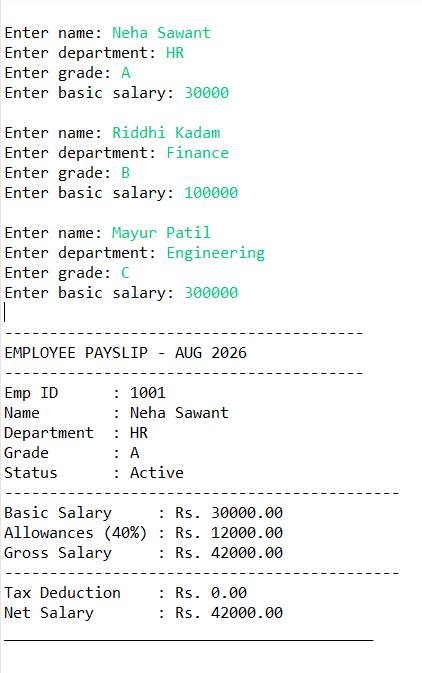 Enter name: Neha Sawant
Enter department: HR
Enter grade: A
Enter basic salary: 30000

Enter name: Riddhi Kadam
Enter department: Finance
Enter grade: B
Enter basic salary: 100000

Enter name: Mayur Patil
Enter department: Engineering
Enter grade: C
Enter basic salary: 300000

----------------------------------------
EMPLOYEE PAYSLIP - AUG 2026
----------------------------------------
Emp ID      : 1001
Name        : Neha Sawant
Department  : HR
Grade       : A
Status      : Active
--------------------------------------------
Basic Salary     : Rs. 30000.00
Allowances (40%) : Rs. 12000.00
Gross Salary     : Rs. 42000.00
--------------------------------------------
Tax Deduction    : Rs. 0.00
Net Salary       : Rs. 42000.00
_________________________________________